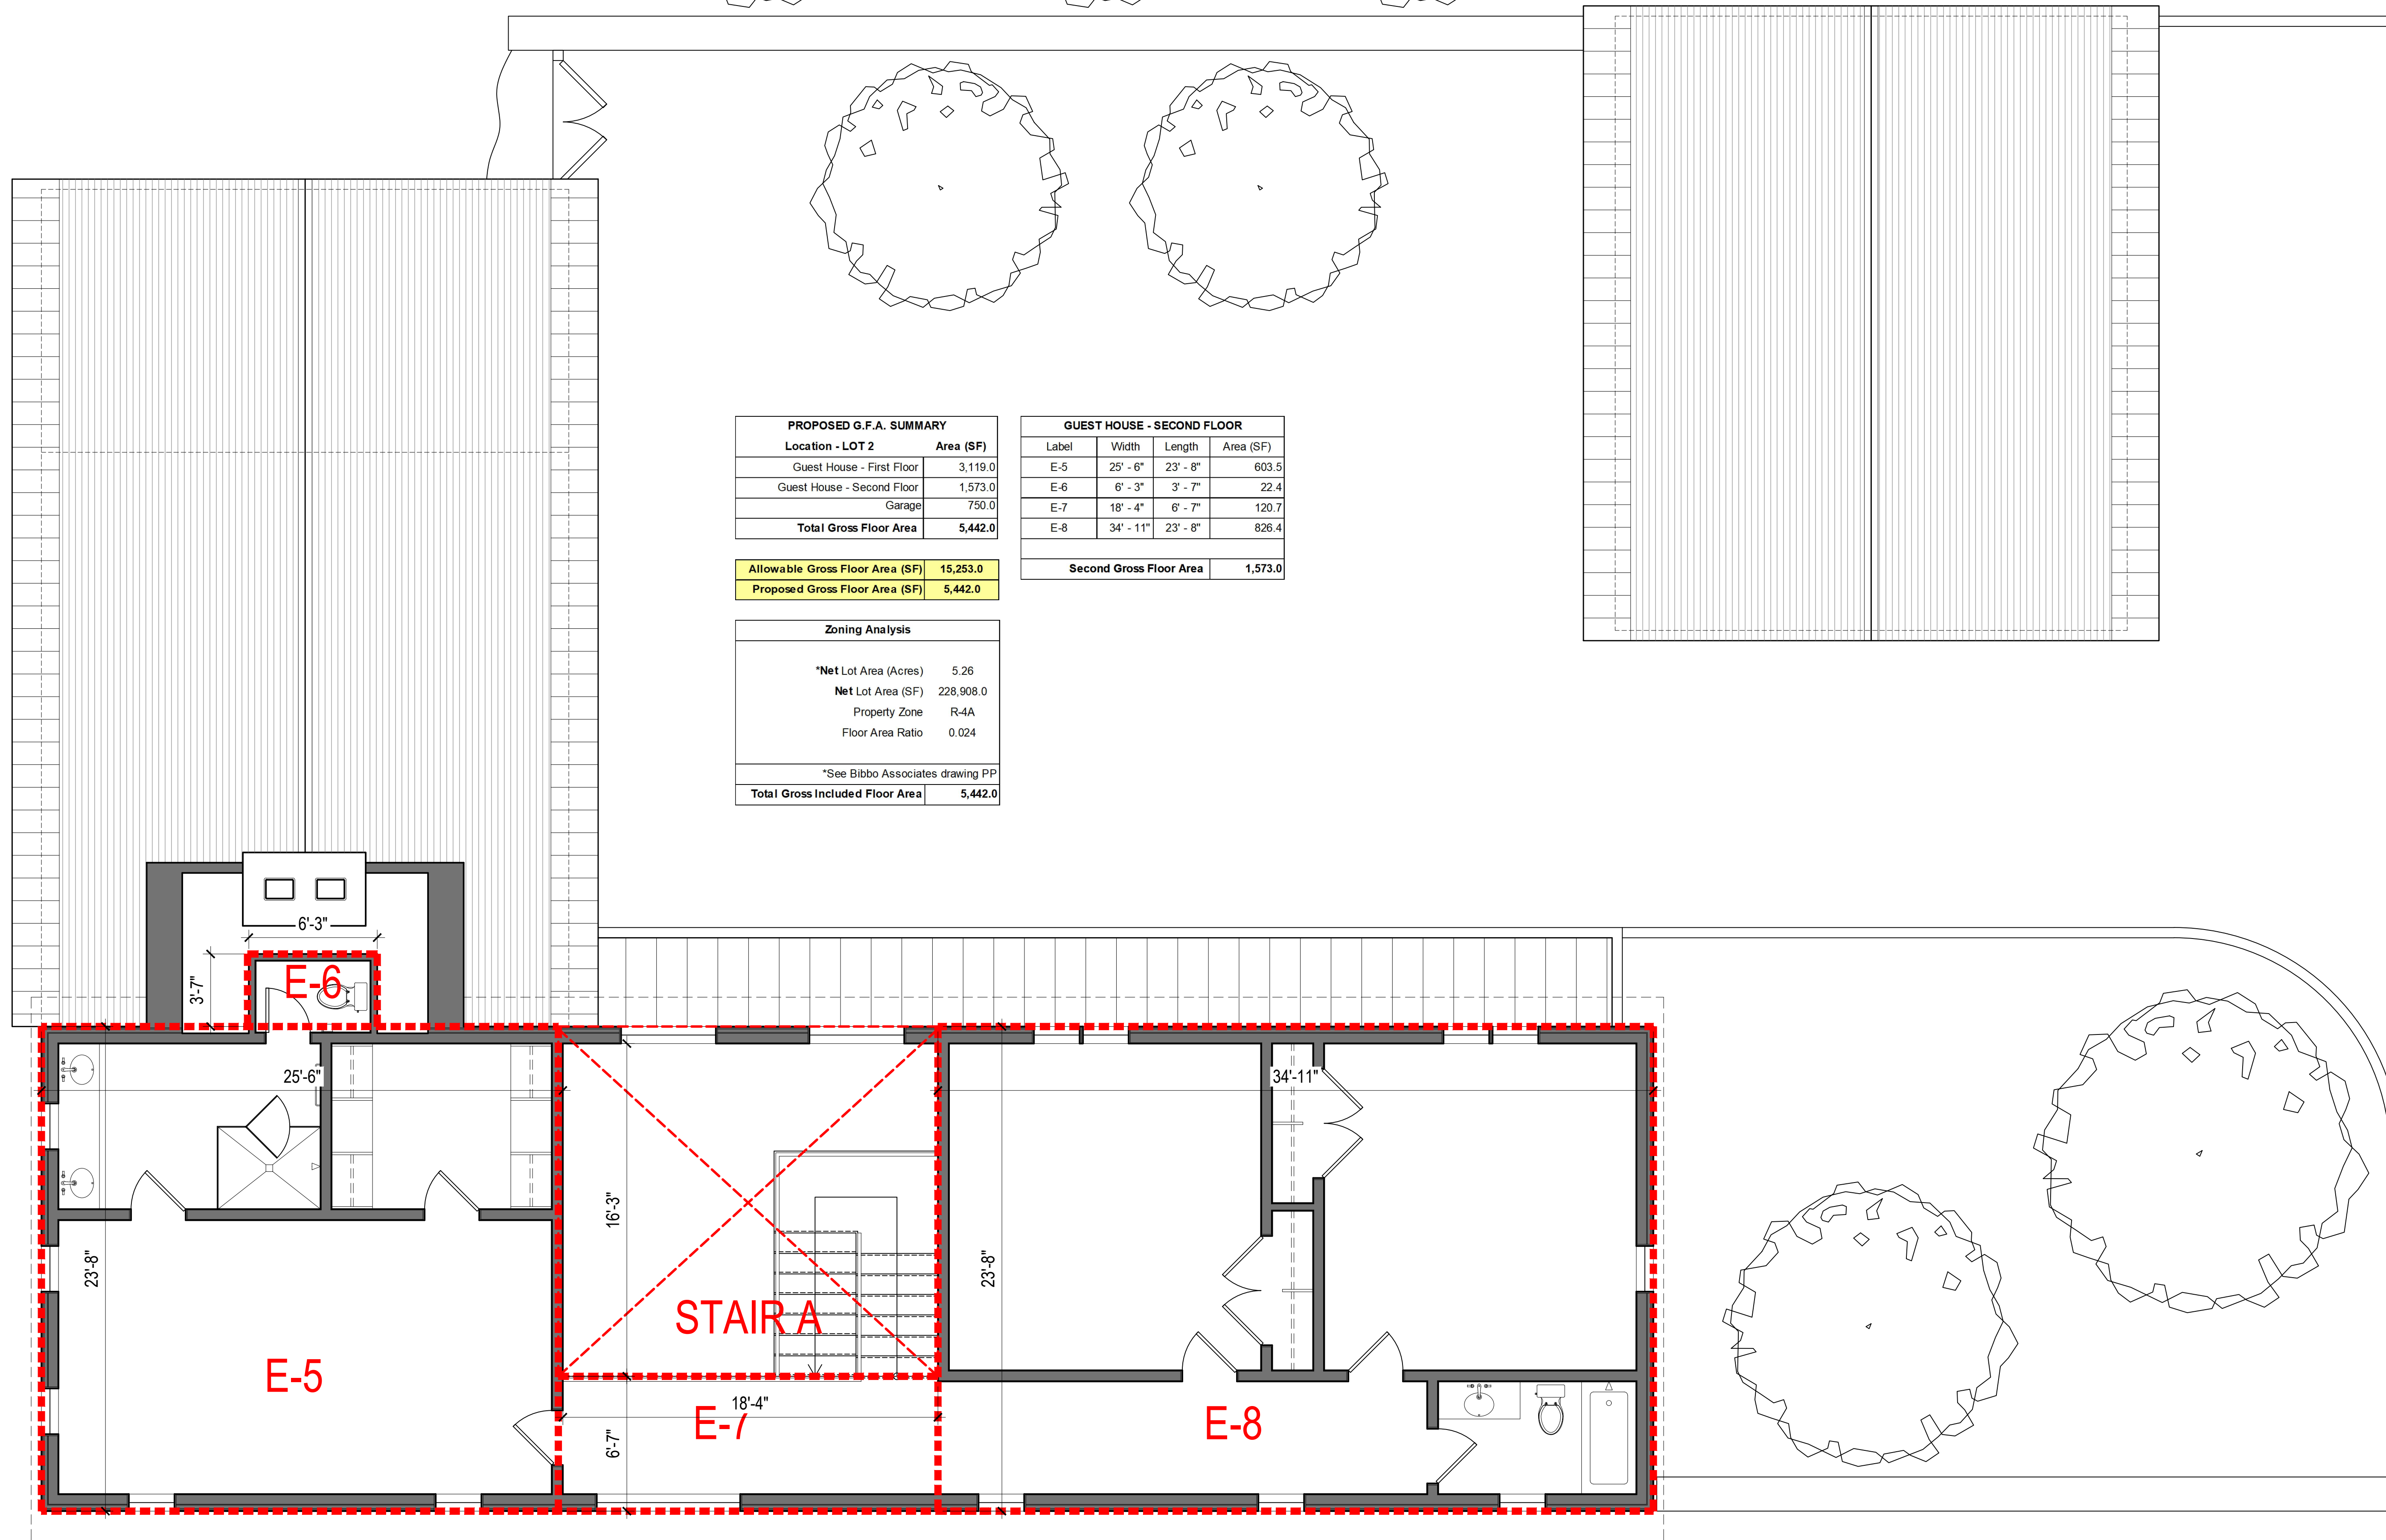 PROPOSED G.F.A. SUMMARY
Location - LOT 2 Area (SF)
Guest House - First Floor 3,119.0
Guest House - Second Floor 1,573.0
Garage 750.0
Total Gross Floor Area 5,442.0
Allowable Gross Floor Area (SF) 15,253.0
Proposed Gross Floor Area (SF) 5,442.0
Zoning Analysis
*Net Lot Area (Acres) 5.26
Net Lot Area (SF) 228,908.0
Property Zone R-4A
Floor Area Ratio 0.024
*See Bibbo Associates drawing PP
Total Gross Included Floor Area 5,442.0
GUEST HOUSE - SECOND FLOOR
Label Width Length Area (SF)
E-5 25' - 6" 23' - 8" 603.5
E-6 6' - 3" 3' - 7" 22.4
E-7 18' - 4" 6' - 7" 120.7
E-8 34' - 11" 23' - 8" 826.4
Second Gross Floor Area 1,573.0
6'-3"
3'-7"
E-6
25'-6"
34'-11"
16'-3"
23'-8"
23'-8"
STAIR A
E-5
18'-4"
E-7
6'-7"
E-8